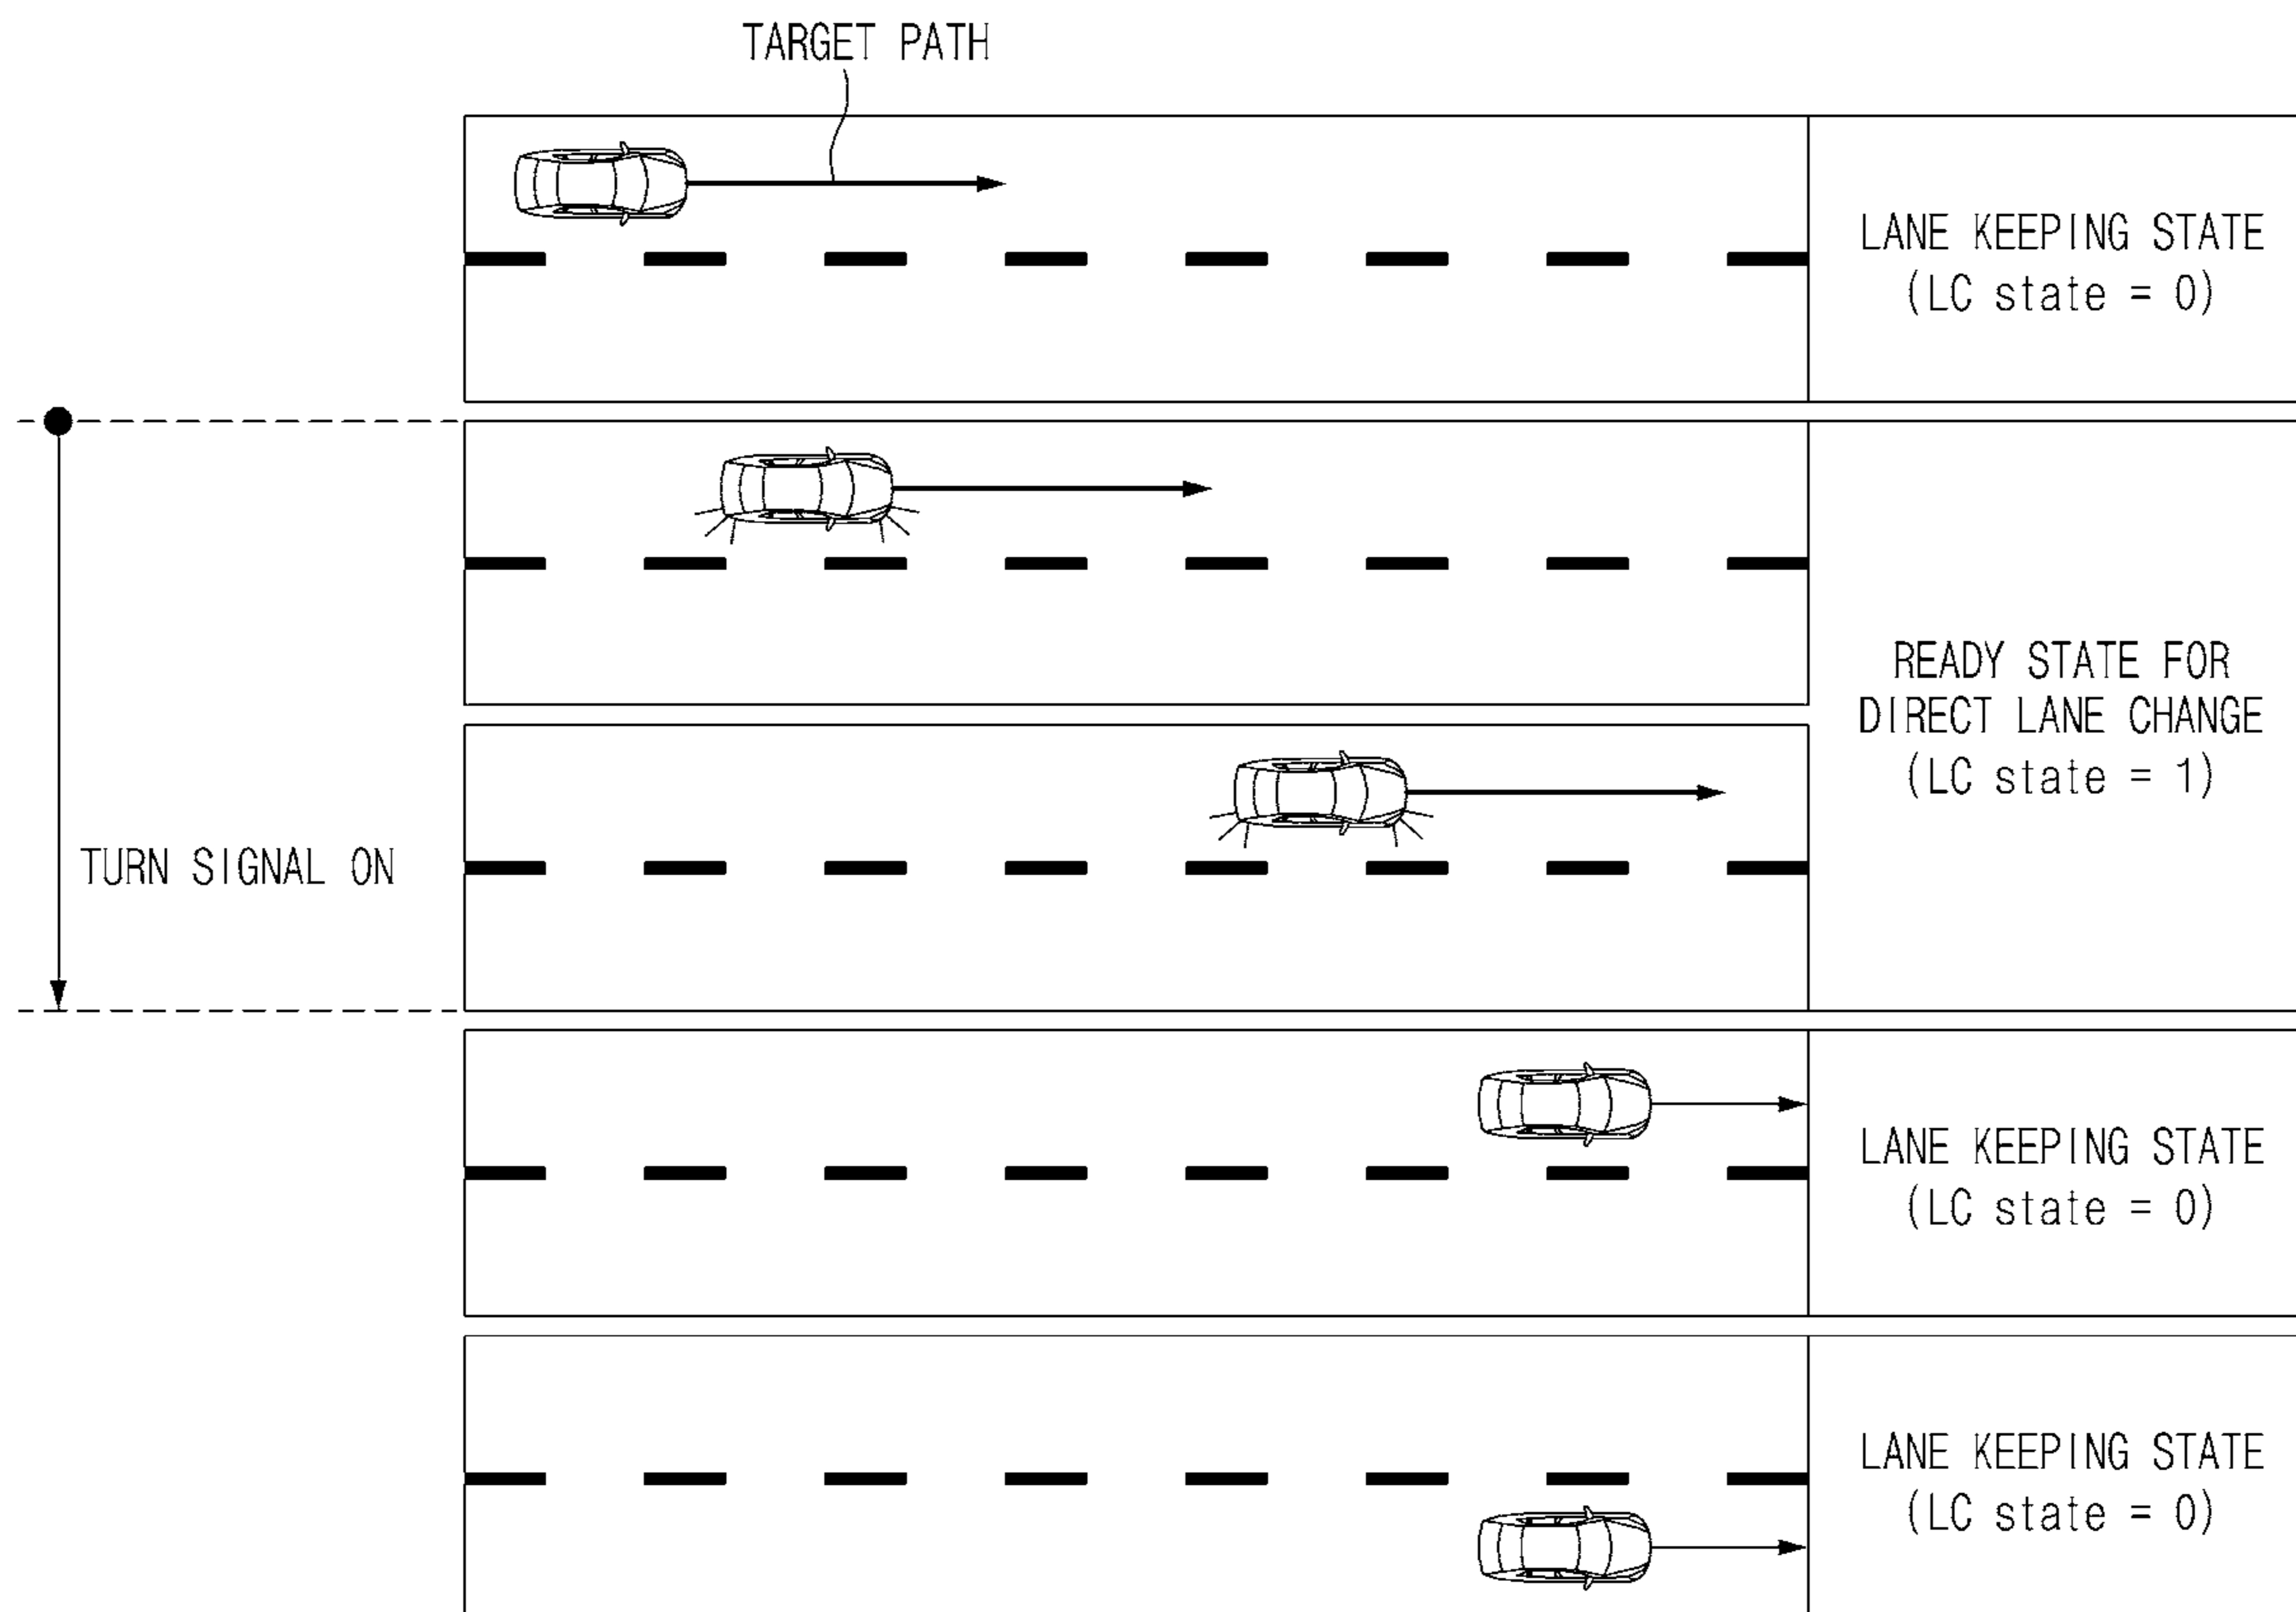 TARGET PATH
LANE KEEPING STATE
(LC state = 0)
READY STATE FOR
DIRECT LANE CHANGE
(LC state = 1)
TURN SIGNAL ON
LANE KEEPING STATE
(LC state = 0)
LANE KEEPING STATE
(LC state = 0)